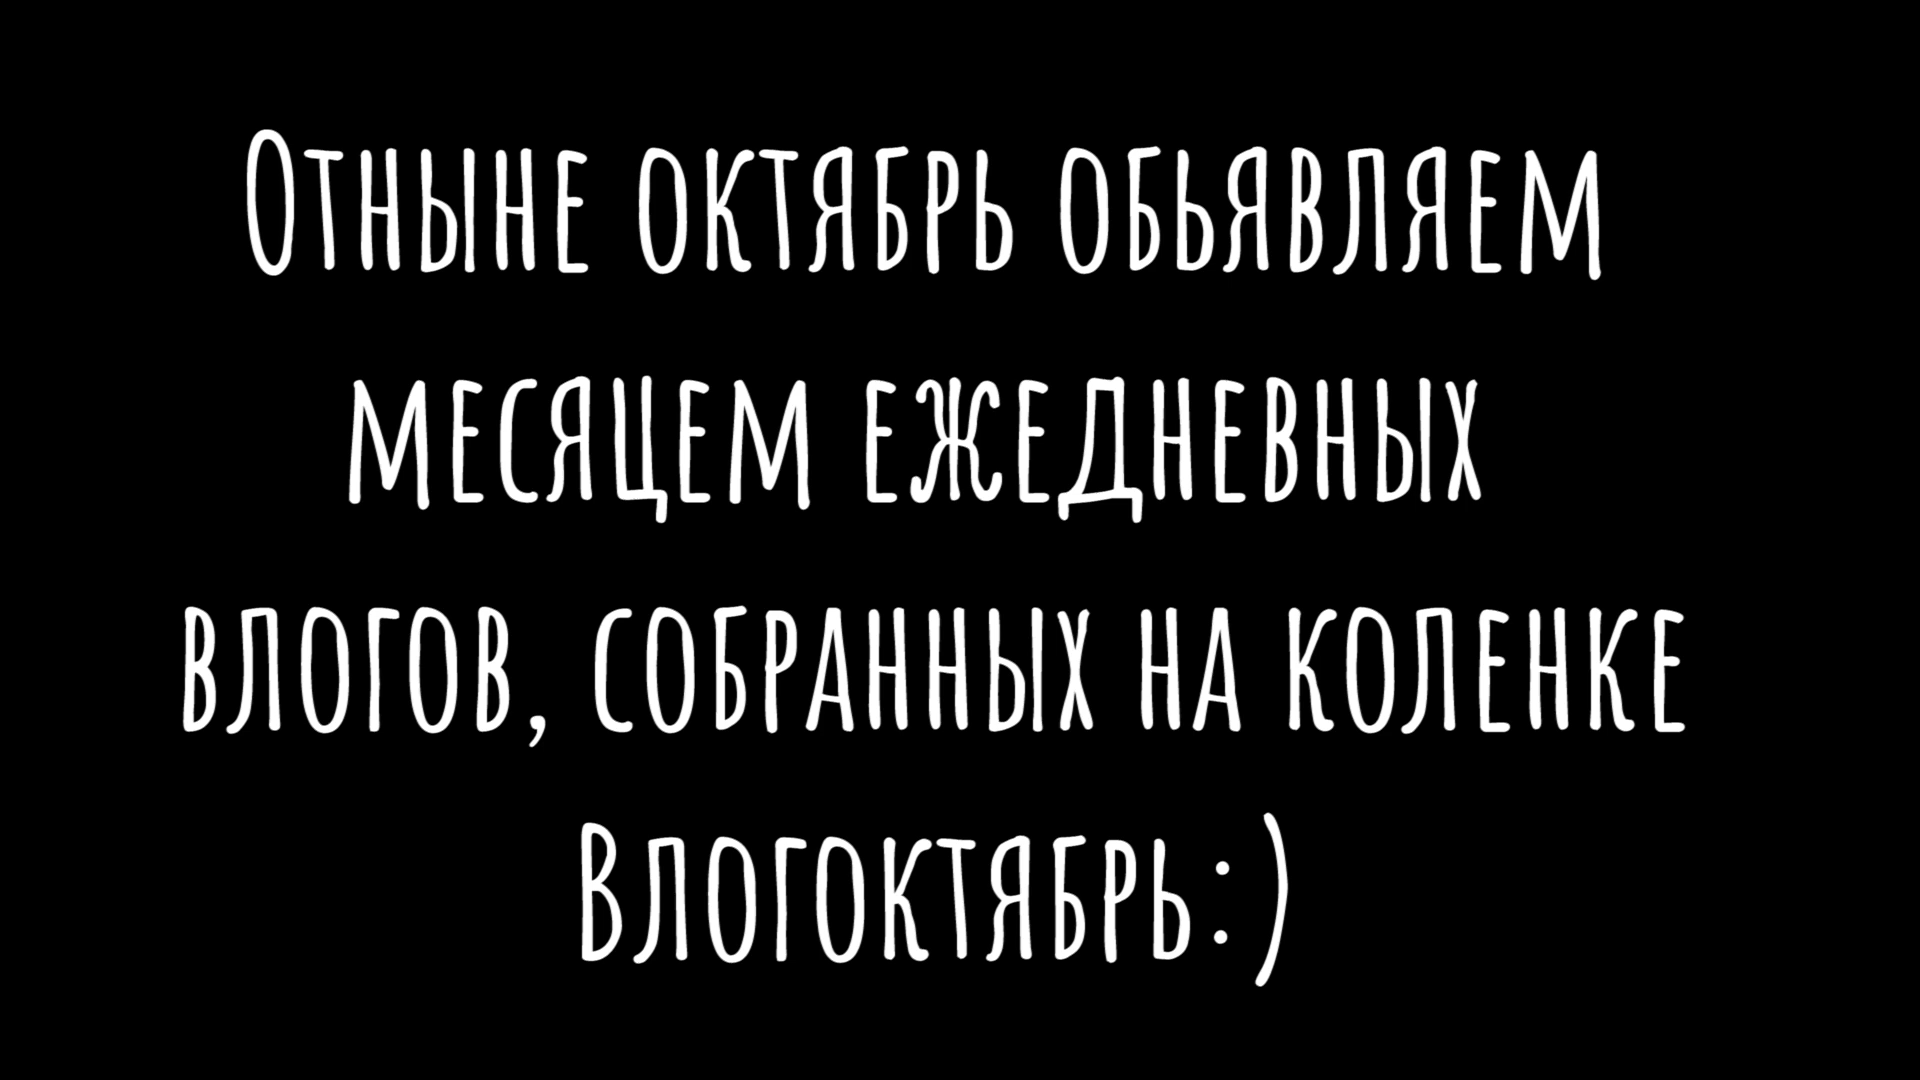 Отныне октябрь обьявляем
месяцем ежедневных
влогов, собранных на коленке
Влогоктябрь:)